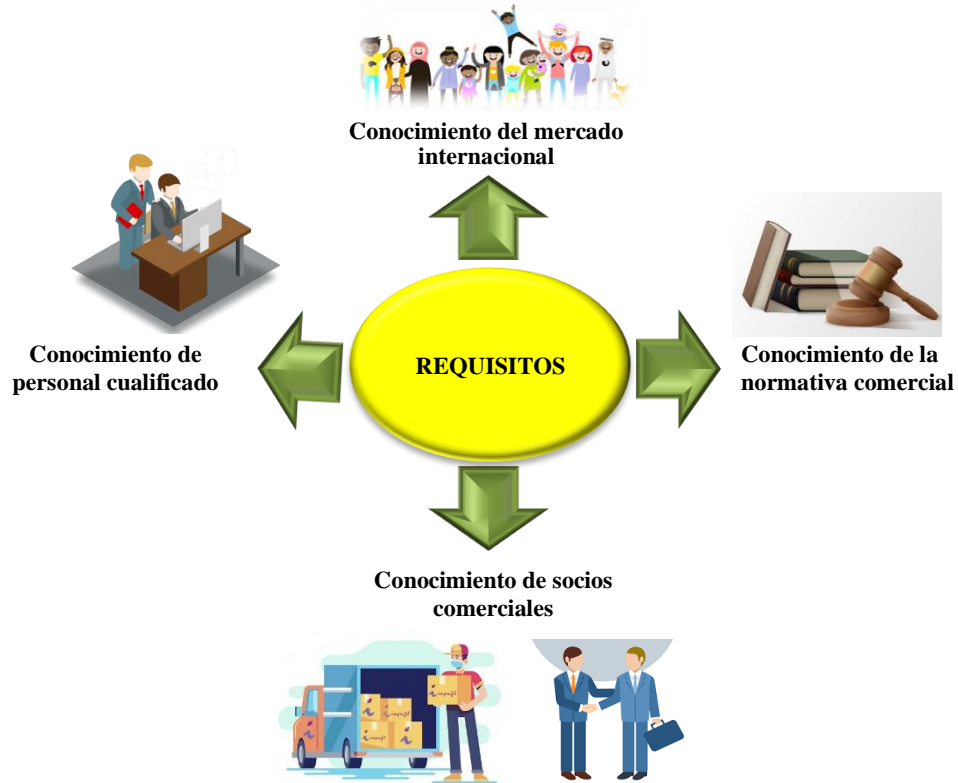 Conocimiento del mercado
internacional
Conocimiento de
personal cualificado
REQUISITOS
Conocimiento de la
normativa comercial
Conocimiento de socios
comerciales